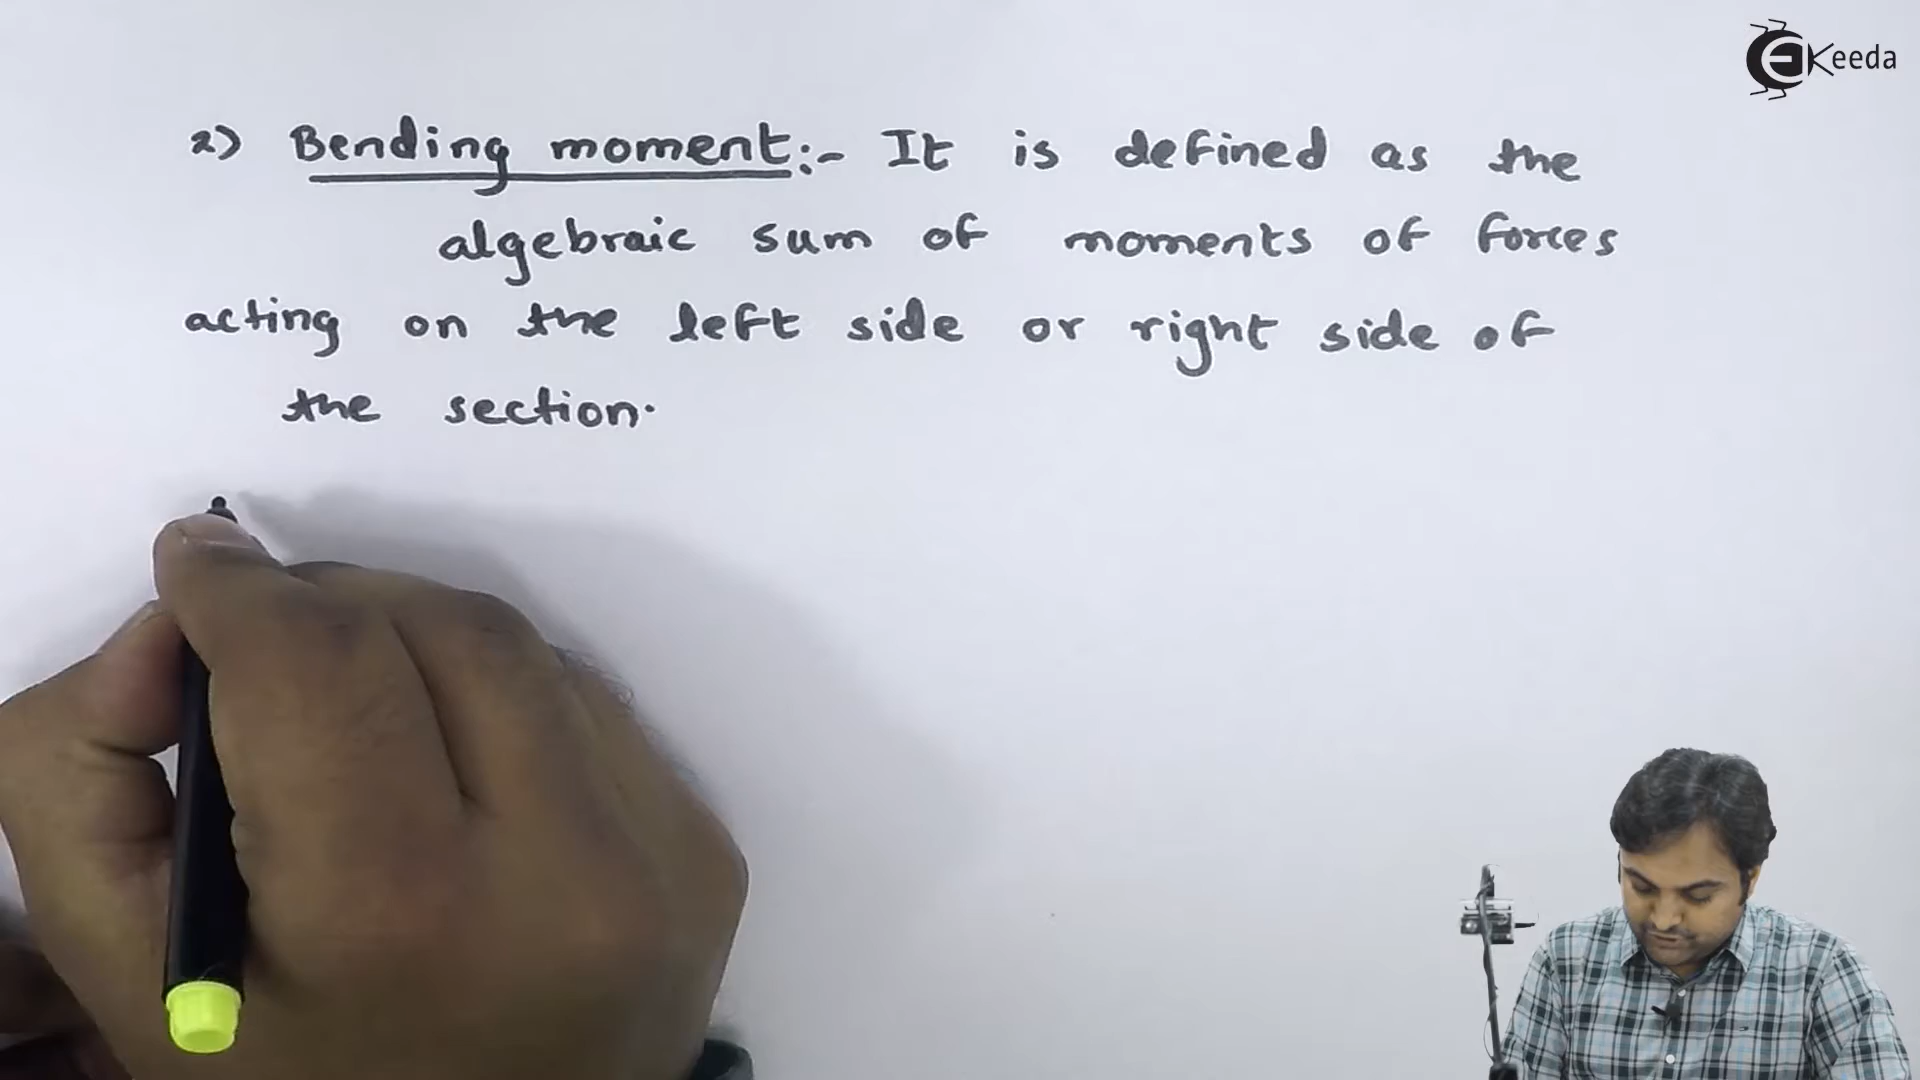 Ekeeda
2) Bending moment:- It is defined as the
algebraic sum of moments of forces
acting on the left side or right side of
the section.